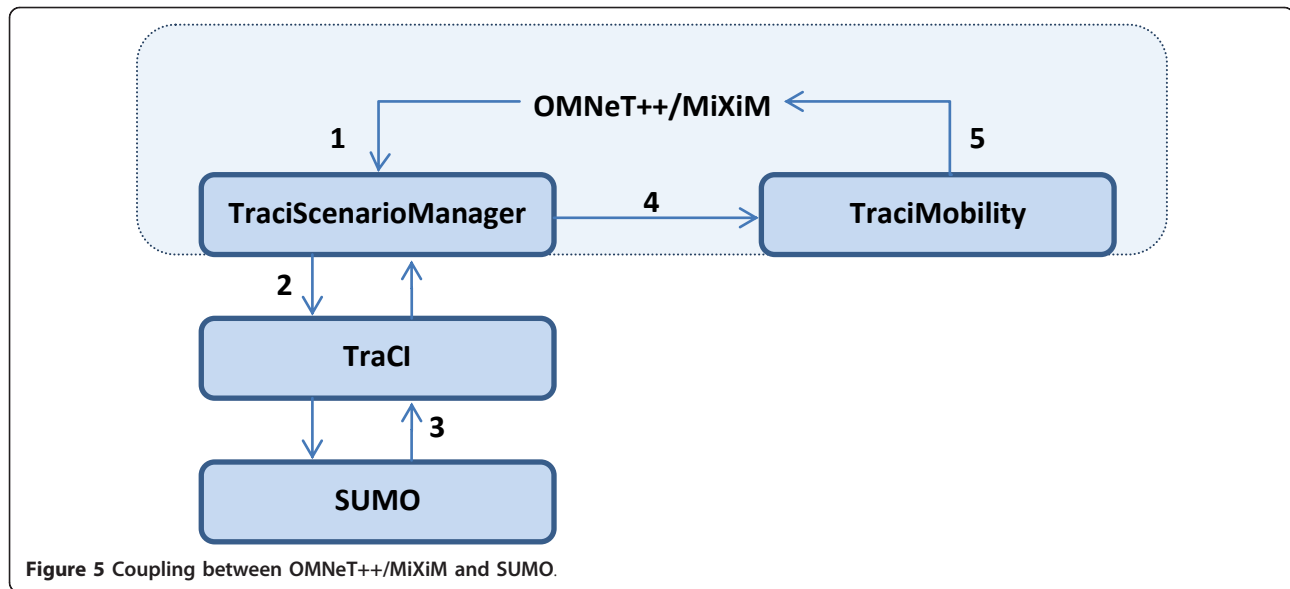 OMNeT++/MiXiM
1
5
TraciScenarioManager
4
TraciMobility
2
TraCI
3
SUMO
Figure 5 Coupling between OMNeT++/MiXiM and SUMO.